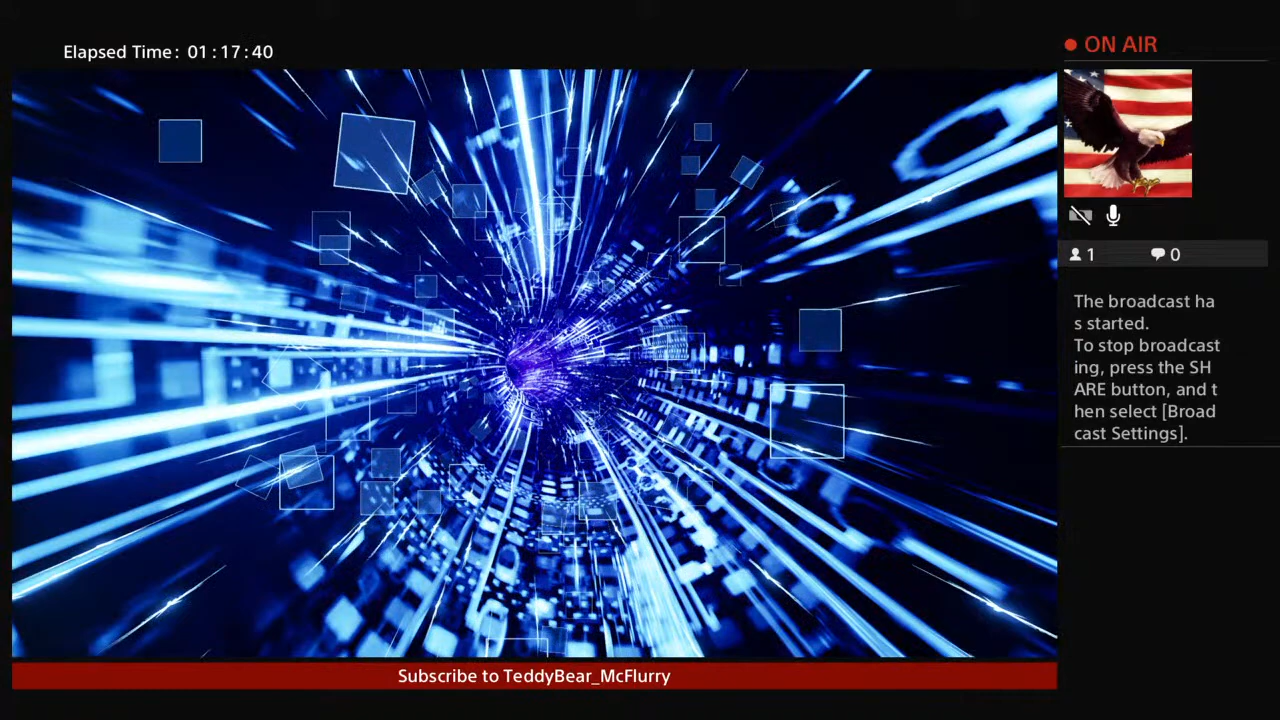 Elapsed Time: 01:17:40
ON AIR
1
0
The broadcast ha
s started.
To stop broadcast
ing, press the SH
ARE button, and t
hen select [Broad
cast Settings].
Subscribe to TeddyBear_McFlurry